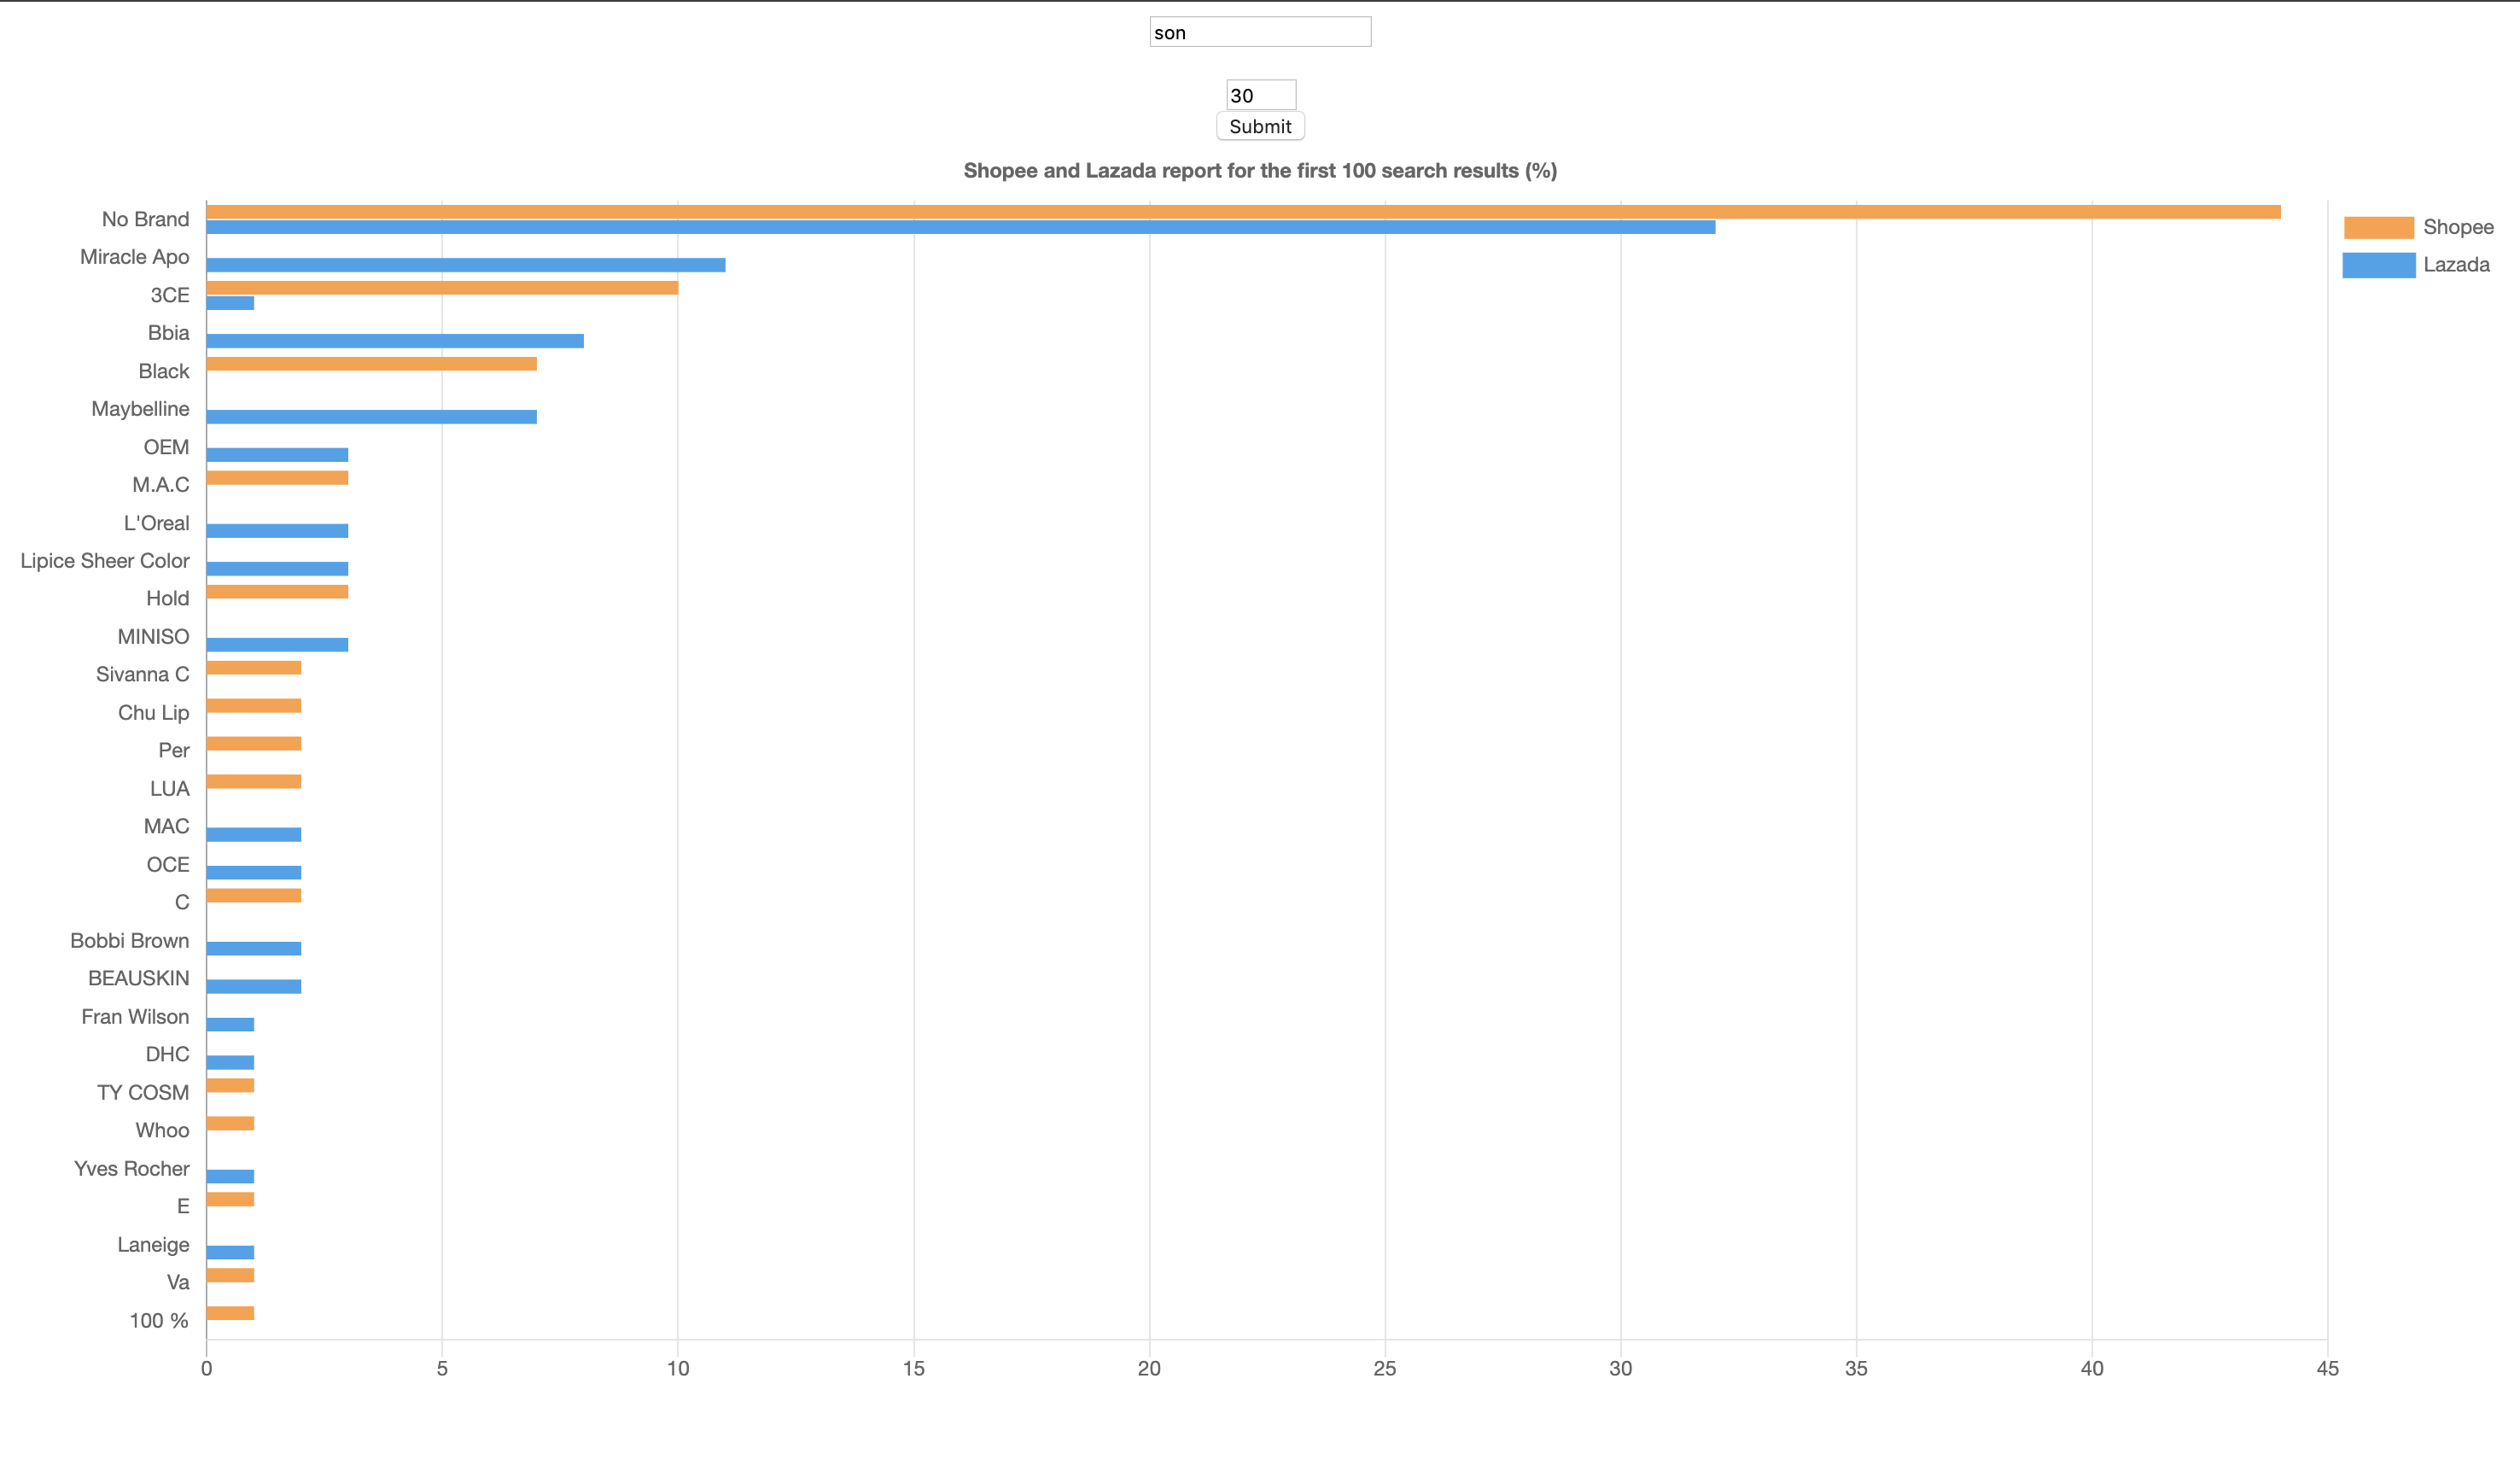 son
30
Submit
Shopee and Lazada report for the first 100 search results (%)
Shopee
Lazada
No Brand
Miracle Apo
3CE
Bbia
Black
Maybelline
OEM
M.A.C
L'Oreal
Lipice Sheer Color
Hold
MINISO
Sivanna C
Chu Lip
Per
LUA
MAC
OCE
C
Bobbi Brown
BEAUSKIN
Fran Wilson
DHC
TY COSM
Whoo
Yves Rocher
E
Laneige
Va
100 %
0 5 10 15 20 25 30 35 40 45